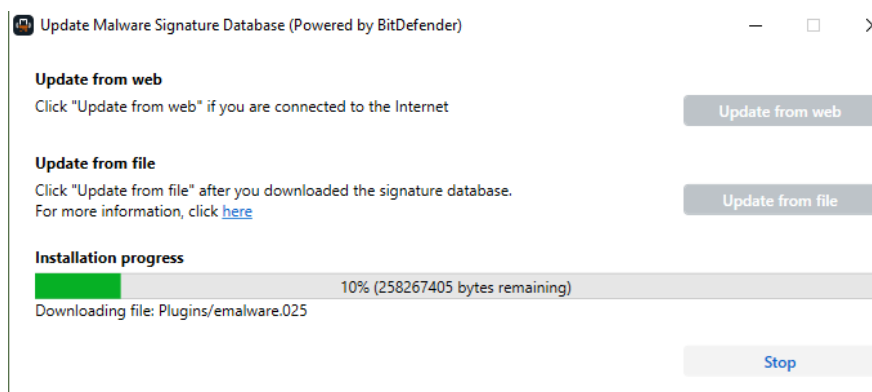 Update Malware Signature Database (Powered by BitDefender)
Update from web
Click "Update from web" if you are connected to the Internet
Update from web
Update from file
Click "Update from file" after you downloaded the signature database.
Update from file
For more information, click here
Installation progress
10% (258267405 bytes remaining)
Downloading file: Plugins/emalware.025
Stop